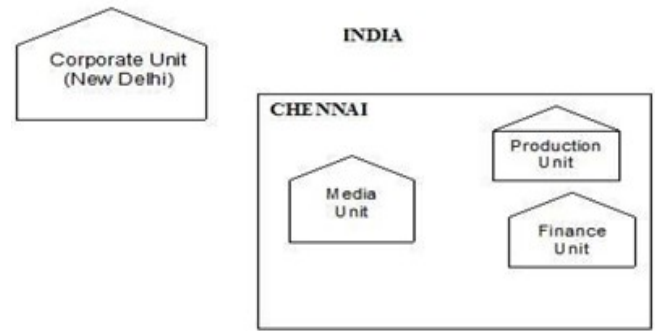 Corporate Unit
(New Delhi)
INDIA
CHENNAI
Production
Unit
Media
Unit
Finance
Unit